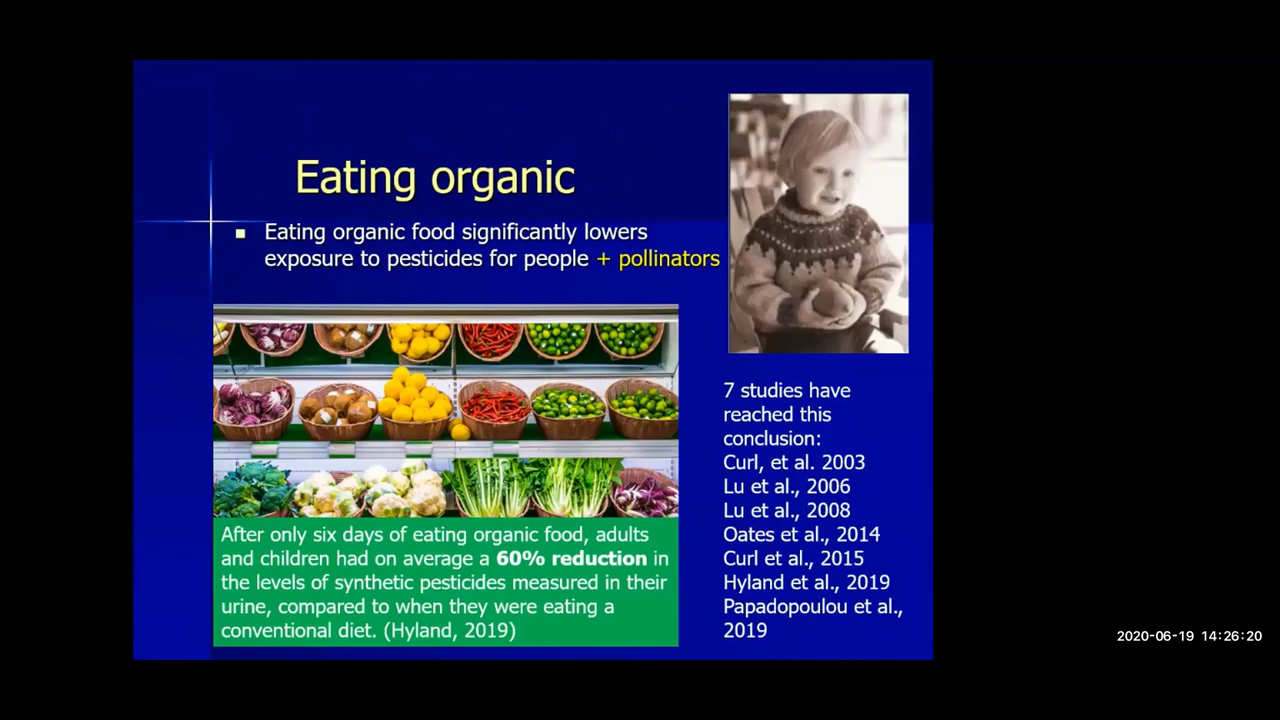 Eating organic
Eating organic food significantly lowers
exposure to pesticides for people + pollinators
After only six days of eating organic food, adults
and children had on average a 60% reduction in
the levels of synthetic pesticides measured in their
urine, compared to when they were eating a
conventional diet. (Hyland, 2019)
7 studies have
reached this
conclusion:
Curl, et al. 2003
Lu et al., 2006
Lu et al., 2008
Oates et al., 2014
Curl et al., 2015
Hyland et al., 2019
Papadopoulou et al.,
2019
2020-06-19 14:26:20